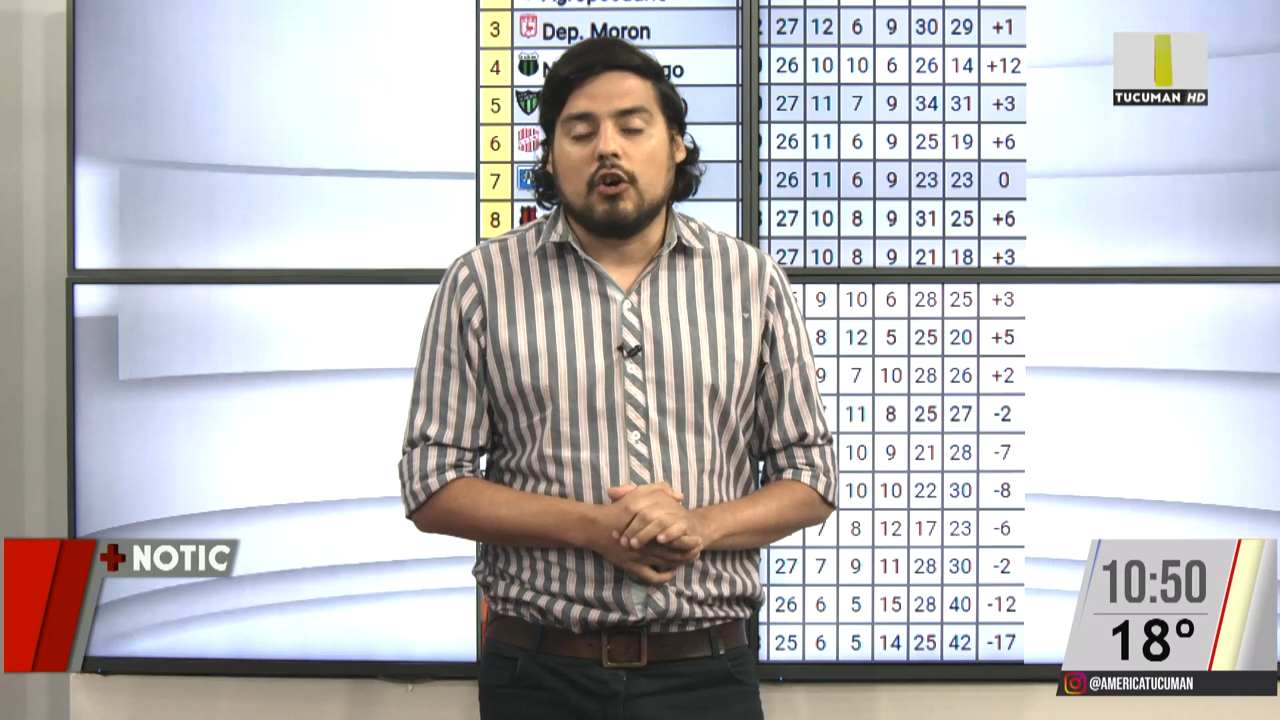 3 Dep. Moron 27 12 6 9 30 29 +1
4 26 10 10 6 26 14 +12
5 27 11 7 9 34 31 +3
6 26 11 6 9 25 19 +6
7 26 11 6 9 23 23 0
8 27 10 8 9 31 25 +6
27 10 8 9 21 18 +3
9 10 6 28 25 +3
8 12 5 25 20 +5
9 7 10 28 26 +2
11 8 25 27 -2
10 9 21 28 -7
10 10 22 30 -8
7 8 12 17 23 -6
27 7 9 11 28 30 -2
26 6 5 15 28 40 -12
25 6 5 14 25 42 -17
TUCUMAN HD
+ NOTIC
10:50
18°
@AMERICATUCUMAN